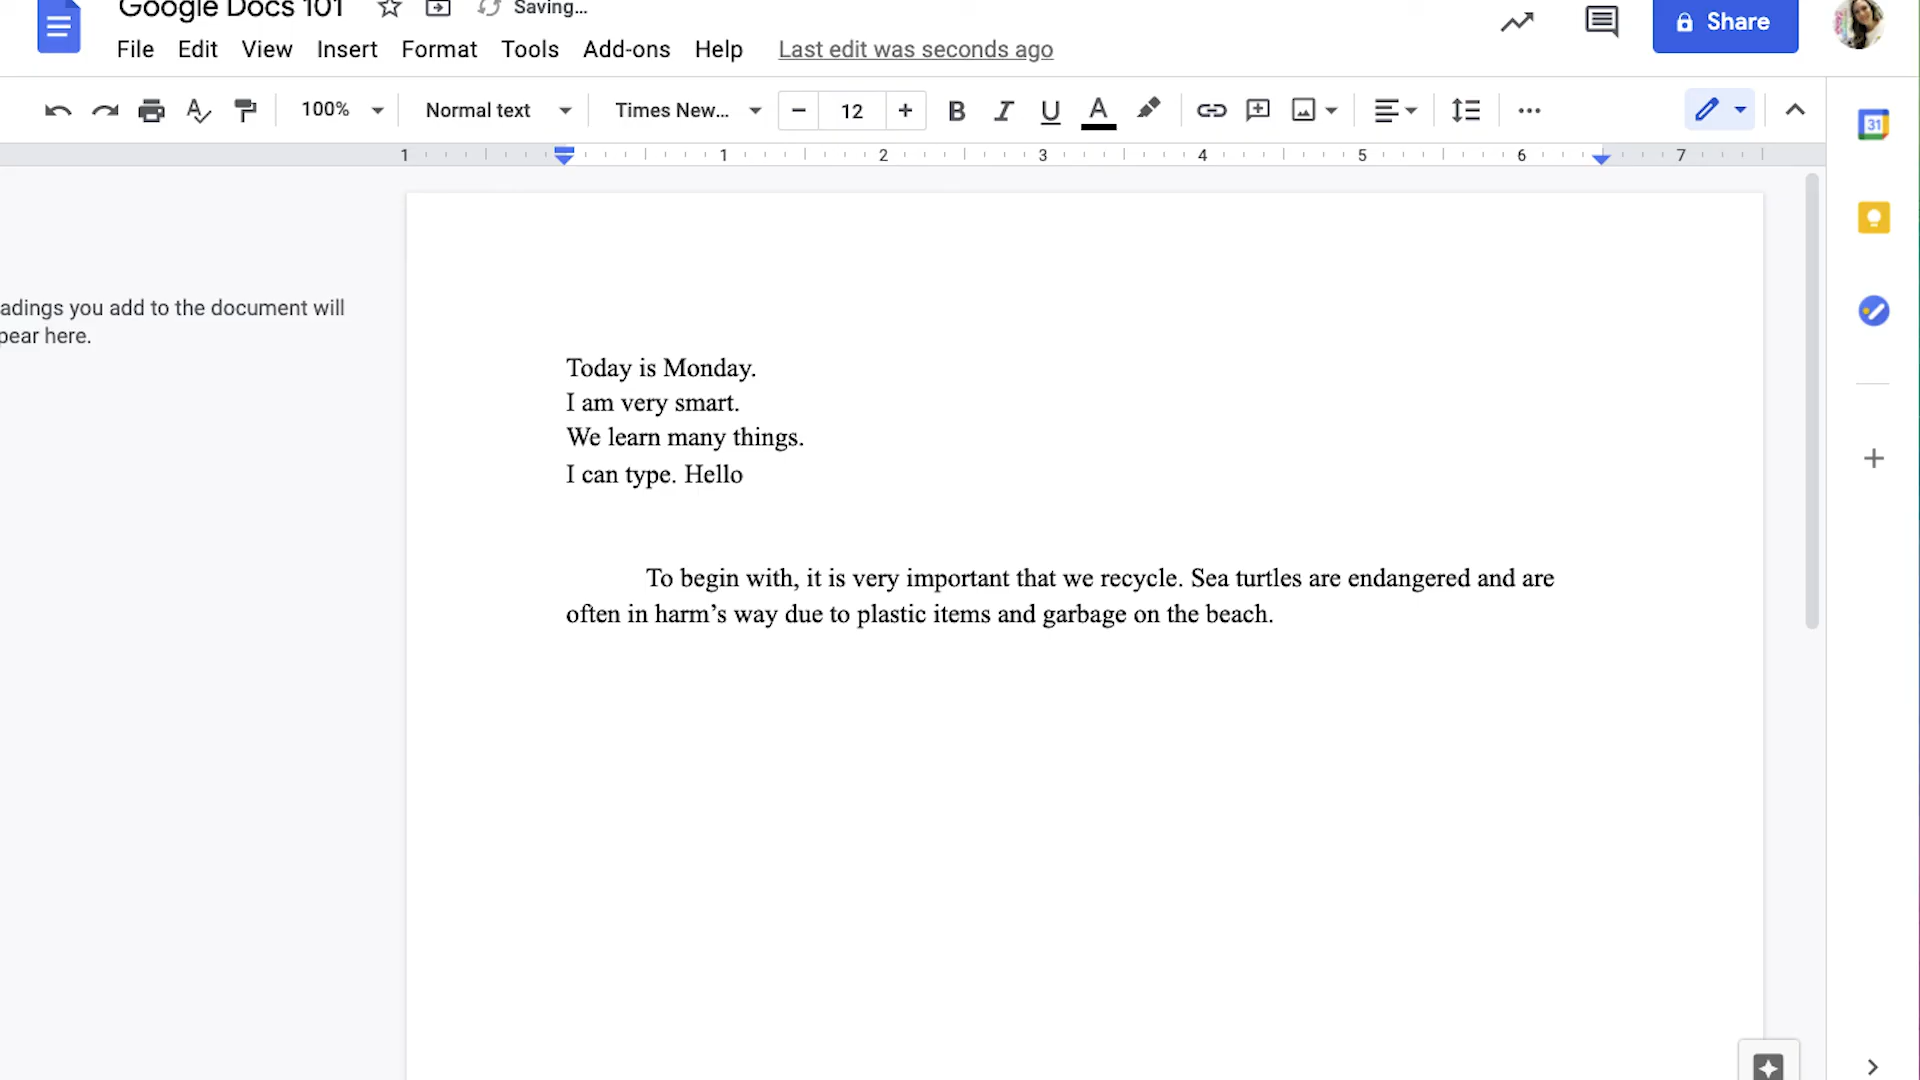 Google Docs 101 Saving...
File Edit View Insert Format Tools Add-ons Help Last edit was seconds ago
Share
100% Normal text Times New... 12 B I U A
1 1 2 3 4 5 6 7
31
adings you add to the document will
pear here.
Today is Monday.
I am very smart.
We learn many things.
I can type. Hello
To begin with, it is very important that we recycle. Sea turtles are endangered and are
often in harm’s way due to plastic items and garbage on the beach.